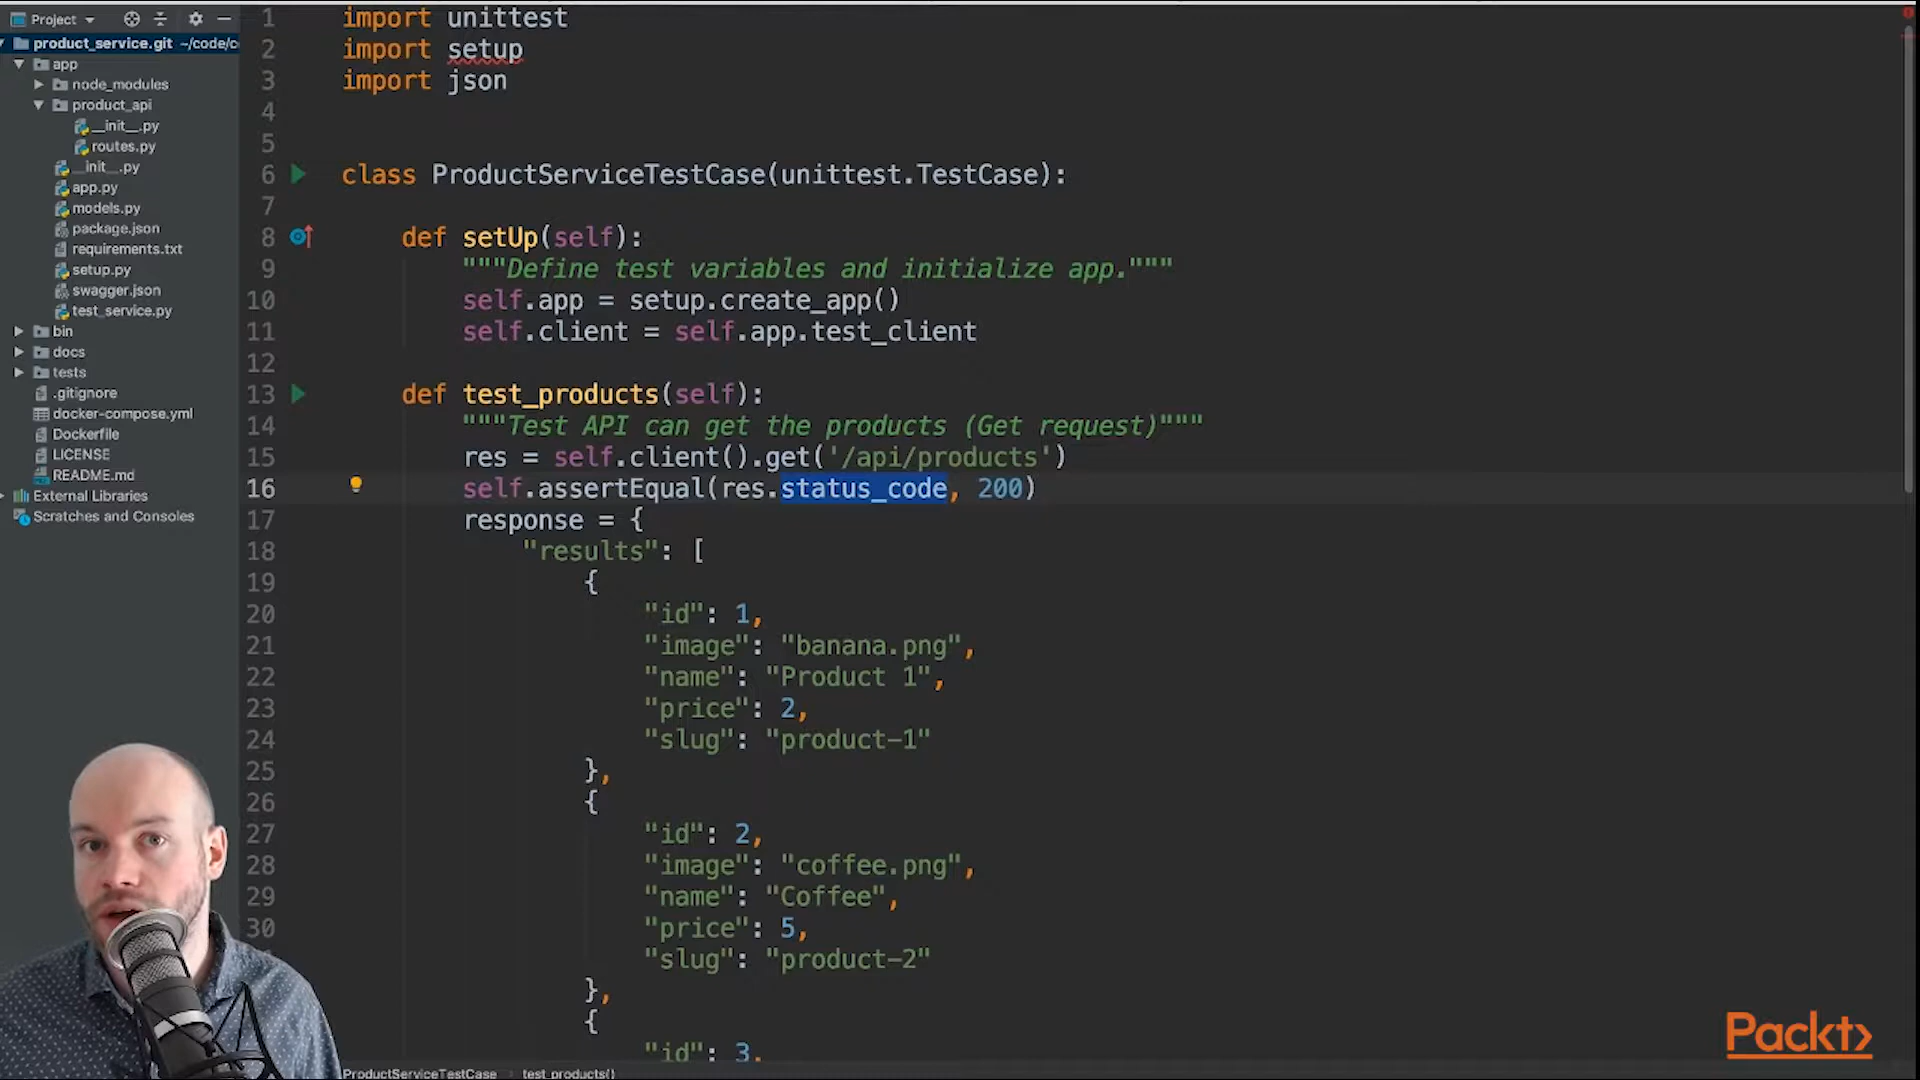 Project
product_service.git ~/code/c
app
node_modules
product_api
__init__.py
routes.py
__init__.py
app.py
models.py
package.json
requirements.txt
setup.py
swagger.json
test_service.py
bin
docs
tests
.gitignore
docker-compose.yml
Dockerfile
LICENSE
README.md
External Libraries
Scratches and Consoles
1 import unittest
2 import setup
3 import json
4
5
6 class ProductServiceTestCase(unittest.TestCase):
7
8 def setUp(self):
9 """Define test variables and initialize app."""
10 self.app = setup.create_app()
11 self.client = self.app.test_client
12
13 def test_products(self):
14 """Test API can get the products (Get request)"""
15 res = self.client().get('/api/products')
16 self.assertEqual(res.status_code, 200)
17 response = {
18 "results": [
19 {
20 "id": 1,
21 "image": "banana.png",
22 "name": "Product 1",
23 "price": 2,
24 "slug": "product-1"
25 },
26 {
27 "id": 2,
28 "image": "coffee.png",
29 "name": "Coffee",
30 "price": 5,
"slug": "product-2"
},
{
"id": 3,
ProductServiceTestCase test_products()
Packt>